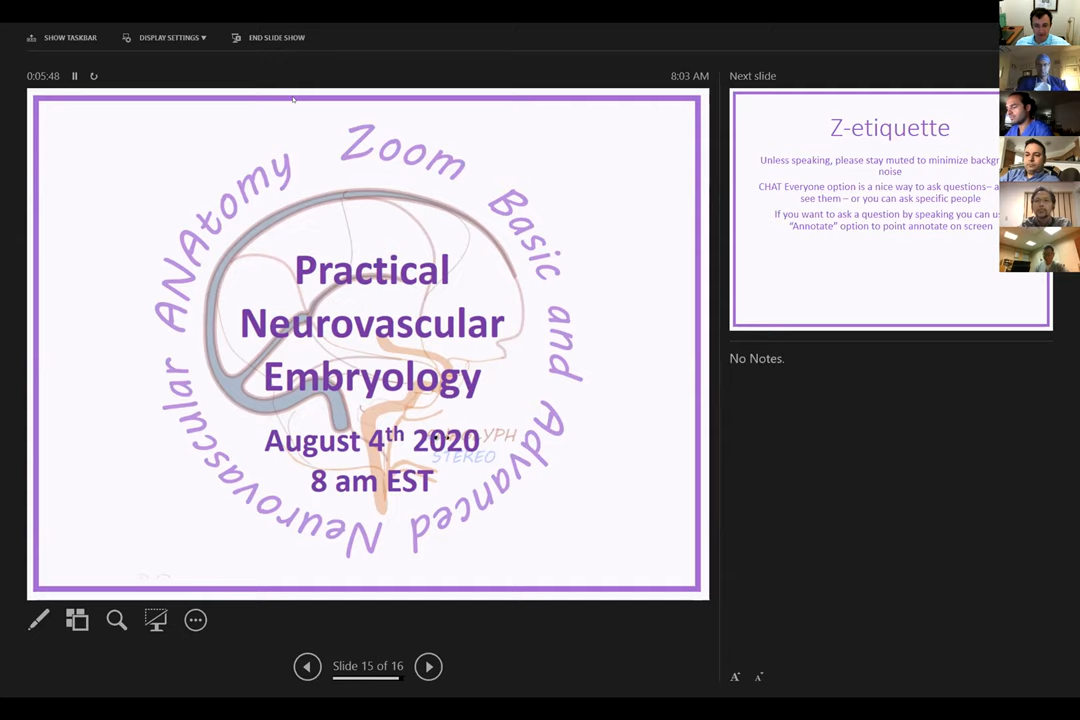 SHOW TASKBAR
DISPLAY SETTINGS ▼
END SLIDE SHOW
0:05:48
8:03 AM
Zoom Basic and Advanced Neurovascular ANAtomy
Practical
Neurovascular
Embryology
August 4th 2020
8 am EST
STEREO
Next slide
Z-etiquette
Unless speaking, please stay muted to minimize backgr
noise
CHAT Everyone option is a nice way to ask questions– a
see them – or you can ask specific people
If you want to ask a question by speaking you can us
“Annotate” option to point annotate on screen
No Notes.
Slide 15 of 16
A
A